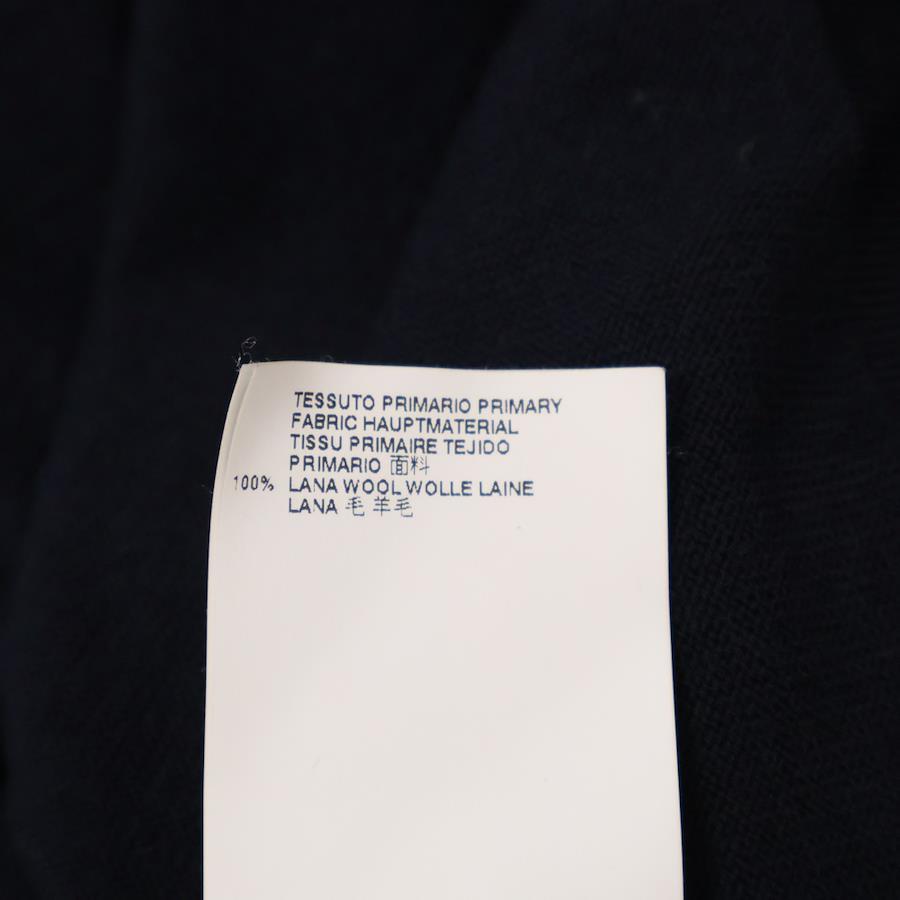 TESSUTO PRIMARIO PRIMARY
FABRIC HAUPTMATERIAL
TISSU PRIMAIRE TEJIDO
PRIMARIO 面料
100% LANA WOOL WOLLE LAINE
LANA 毛 羊毛